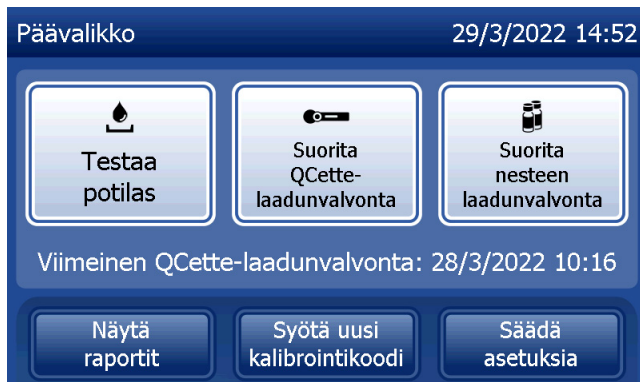 Päävalikko 29/3/2022 14:52
Testaa
potilas
Suorita
QCette-
laadunvalvonta
Suorita
nesteen
laadunvalvonta
Viimeinen QCette-laadunvalvonta: 28/3/2022 10:16
Näytä
raportit
Syötä uusi
kalibrointikoodi
Säädä
asetuksia